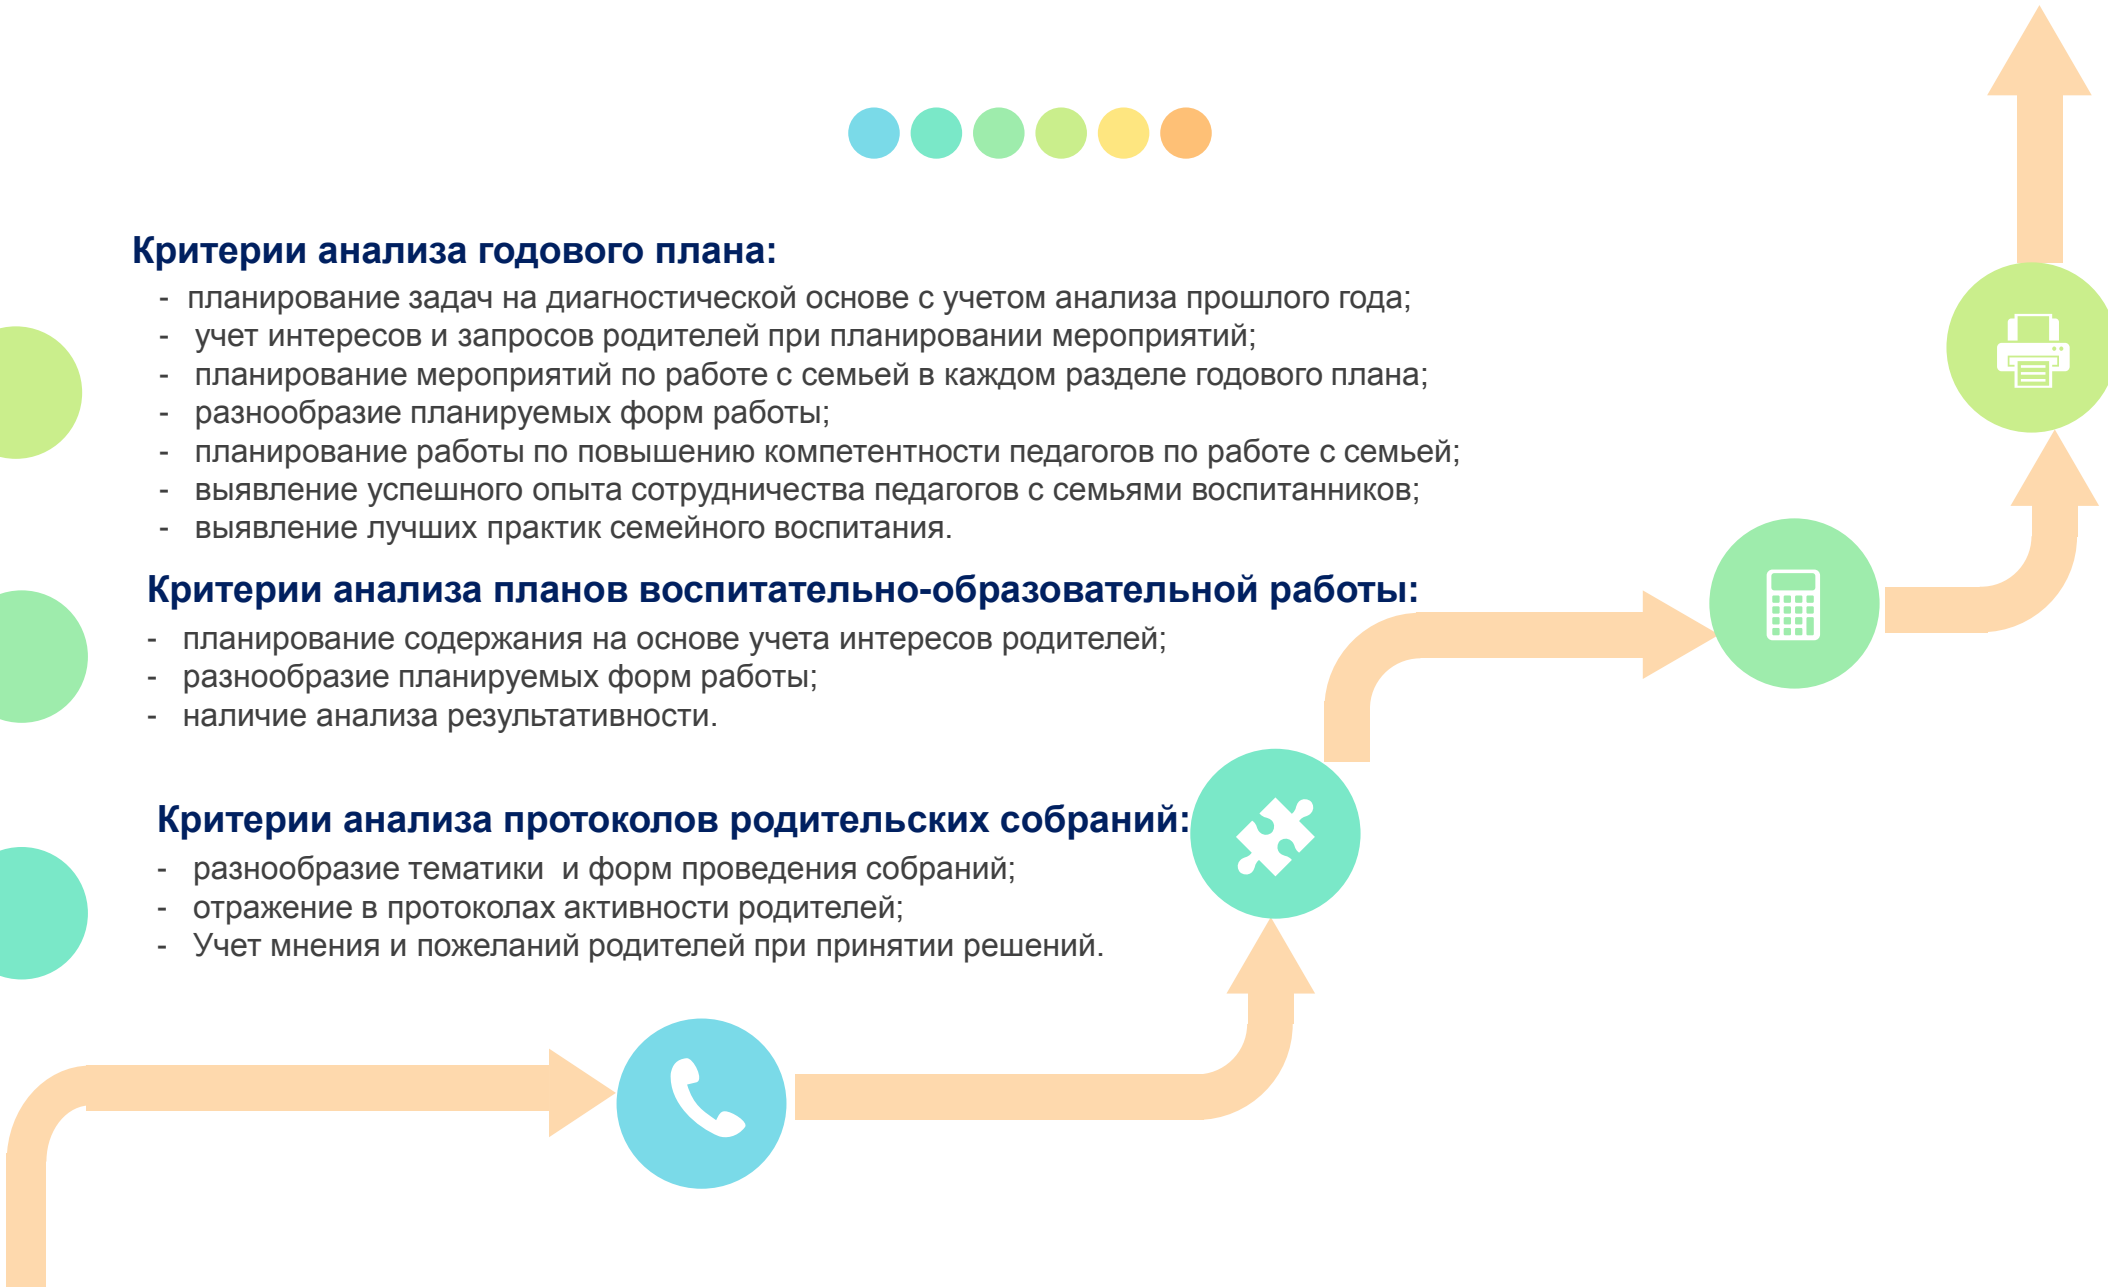 Критерии анализа годового плана:
- планирование задач на диагностической основе с учетом анализа прошлого года;
- учет интересов и запросов родителей при планировании мероприятий;
- планирование мероприятий по работе с семьей в каждом разделе годового плана;
- разнообразие планируемых форм работы;
- планирование работы по повышению компетентности педагогов по работе с семьей;
- выявление успешного опыта сотрудничества педагогов с семьями воспитанников;
- выявление лучших практик семейного воспитания.
Критерии анализа планов воспитательно-образовательной работы:
- планирование содержания на основе учета интересов родителей;
- разнообразие планируемых форм работы;
- наличие анализа результативности.
Критерии анализа протоколов родительских собраний:
- разнообразие тематики  и форм проведения собраний;
- отражение в протоколах активности родителей;
- Учет мнения и пожеланий родителей при принятии решений.